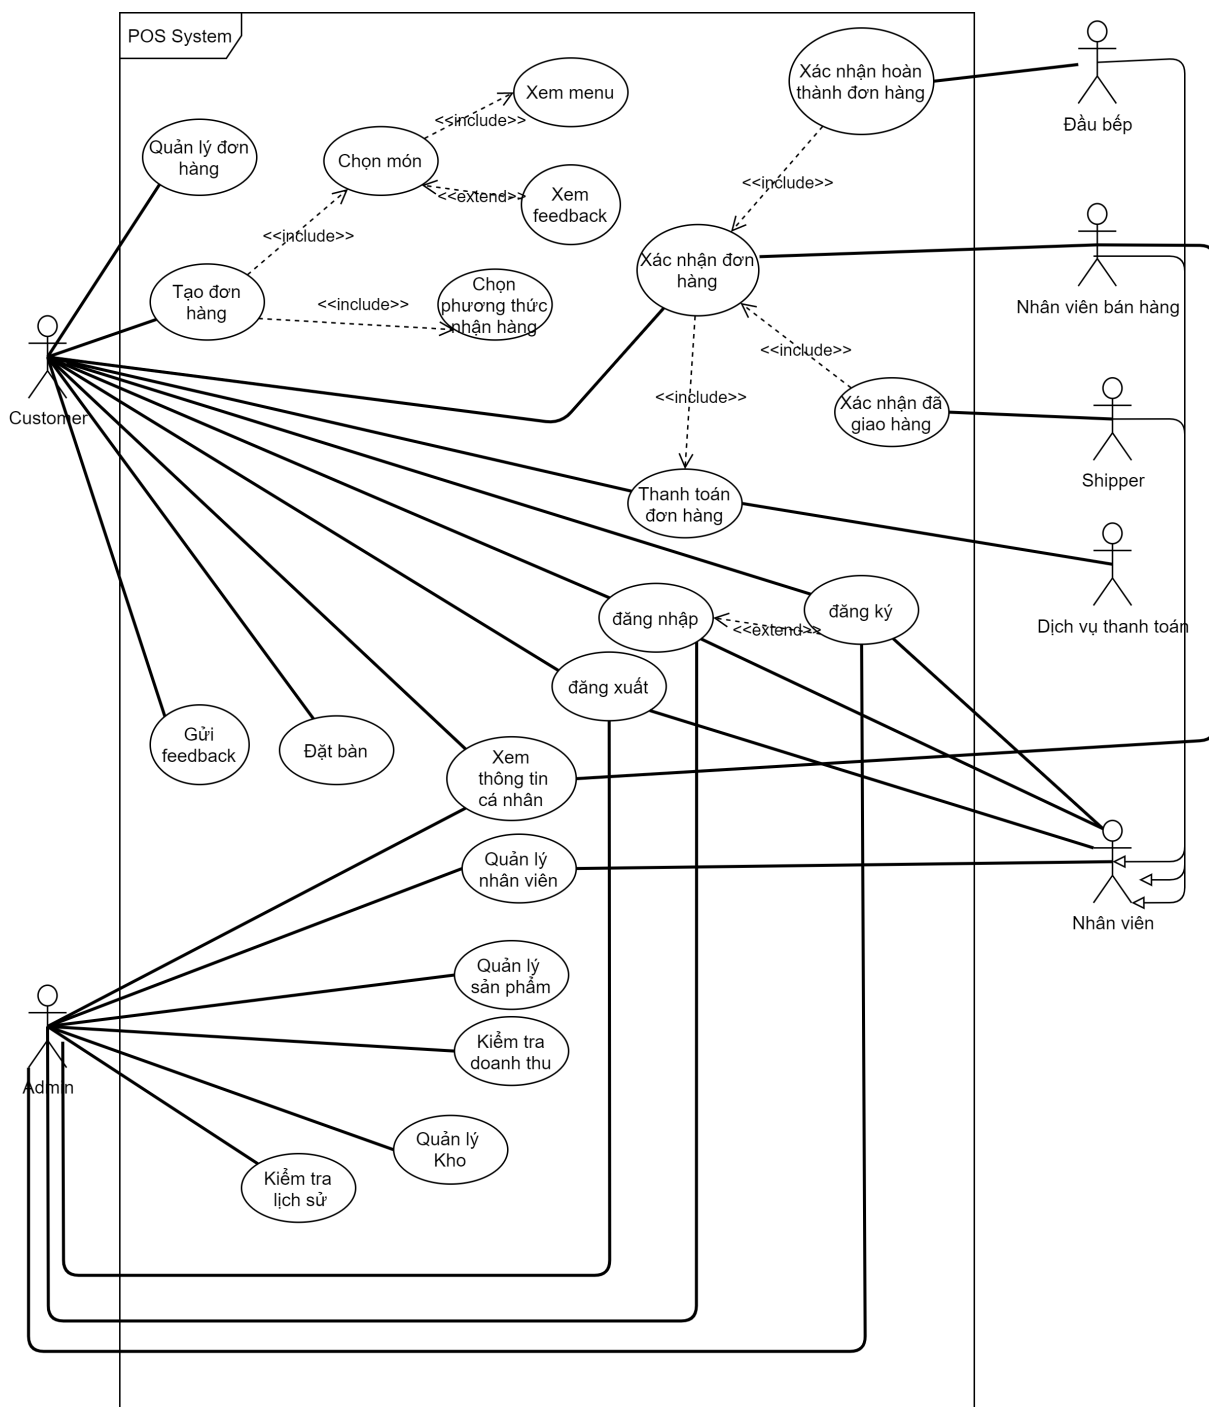 POS System
Xác nhận hoàn
thành đơn hàng
Đầu bếp
Xem menu
<<include>>
Quản lý đơn
hàng
Chọn món
<<include>>
<<extend>>
Xem
feedback
<<include>>
Xác nhận đơn
hàng
Nhân viên bán hàng
Tạo đơn
hàng
<<include>>
Chọn
phương thức
nhận hàng
<<include>>
Customer
<<include>>
Xác nhận đã
giao hàng
Shipper
Thanh toán
đơn hàng
Dịch vụ thanh toán
đăng nhập
<<extend>>
đăng ký
đăng xuất
Gửi
feedback
Đặt bàn
Xem
thông tin
cá nhân
Quản lý
nhân viên
Nhân viên
Quản lý
sản phẩm
Kiểm tra
doanh thu
Admin
Quản lý
Kho
Kiểm tra
lịch sử